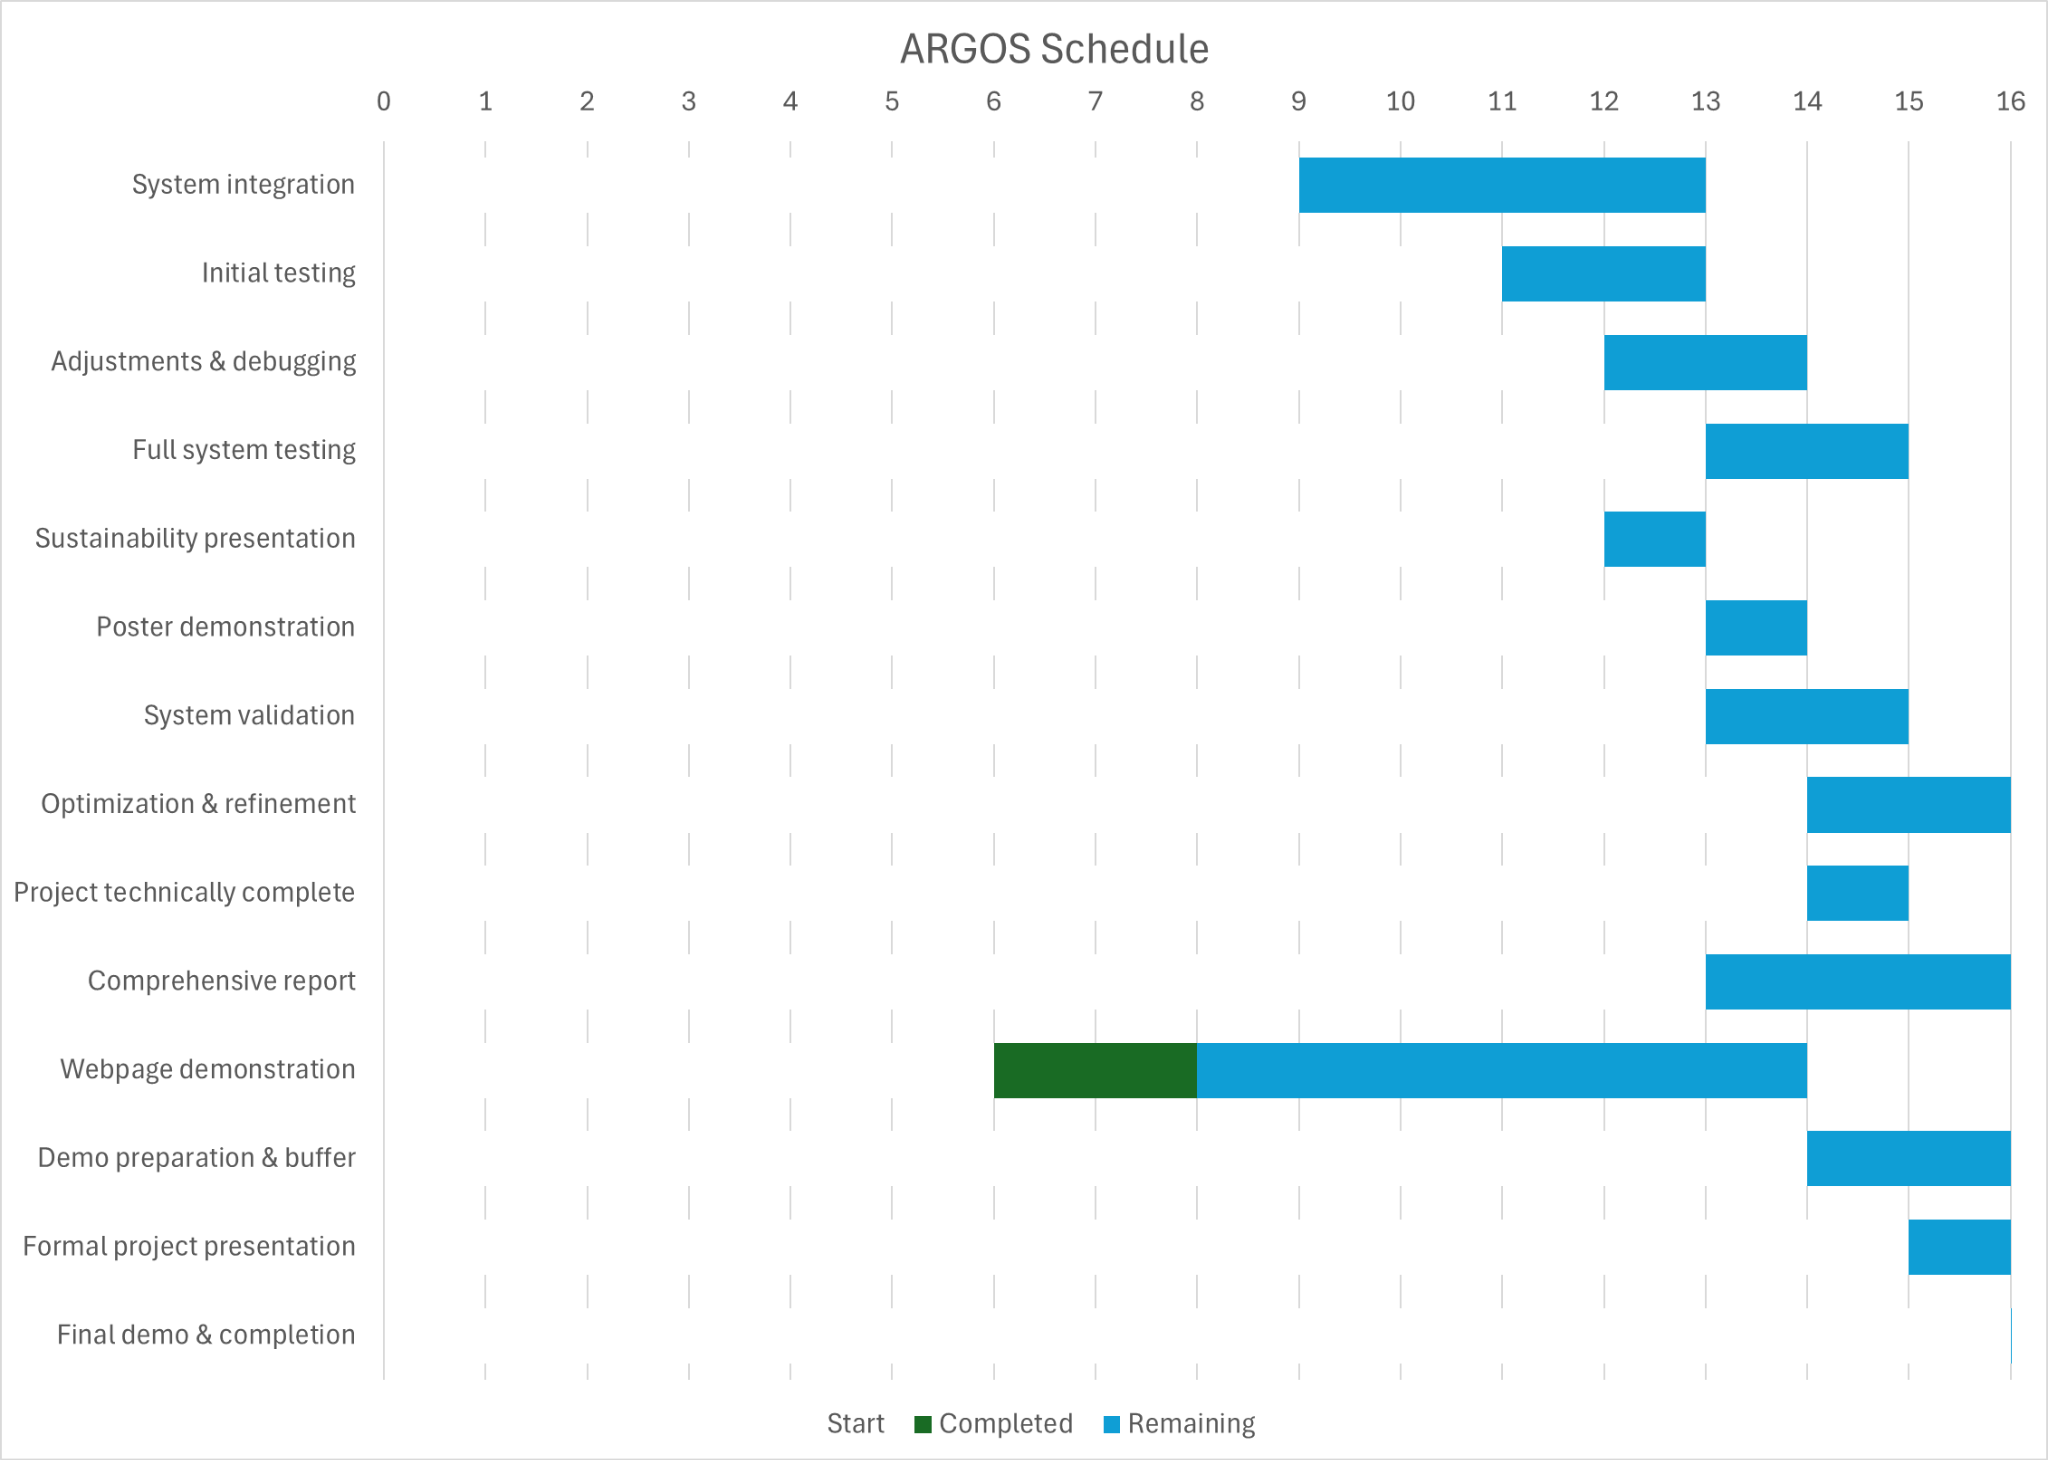 ARGOS Schedule
0 1 2 3 4 5 6 7 8 9 10 11 12 13 14 15 16
System integration
Initial testing
Adjustments & debugging
Full system testing
Sustainability presentation
Poster demonstration
System validation
Optimization & refinement
Project technically complete
Comprehensive report
Webpage demonstration
Demo preparation & buffer
Formal project presentation
Final demo & completion
Start Completed Remaining